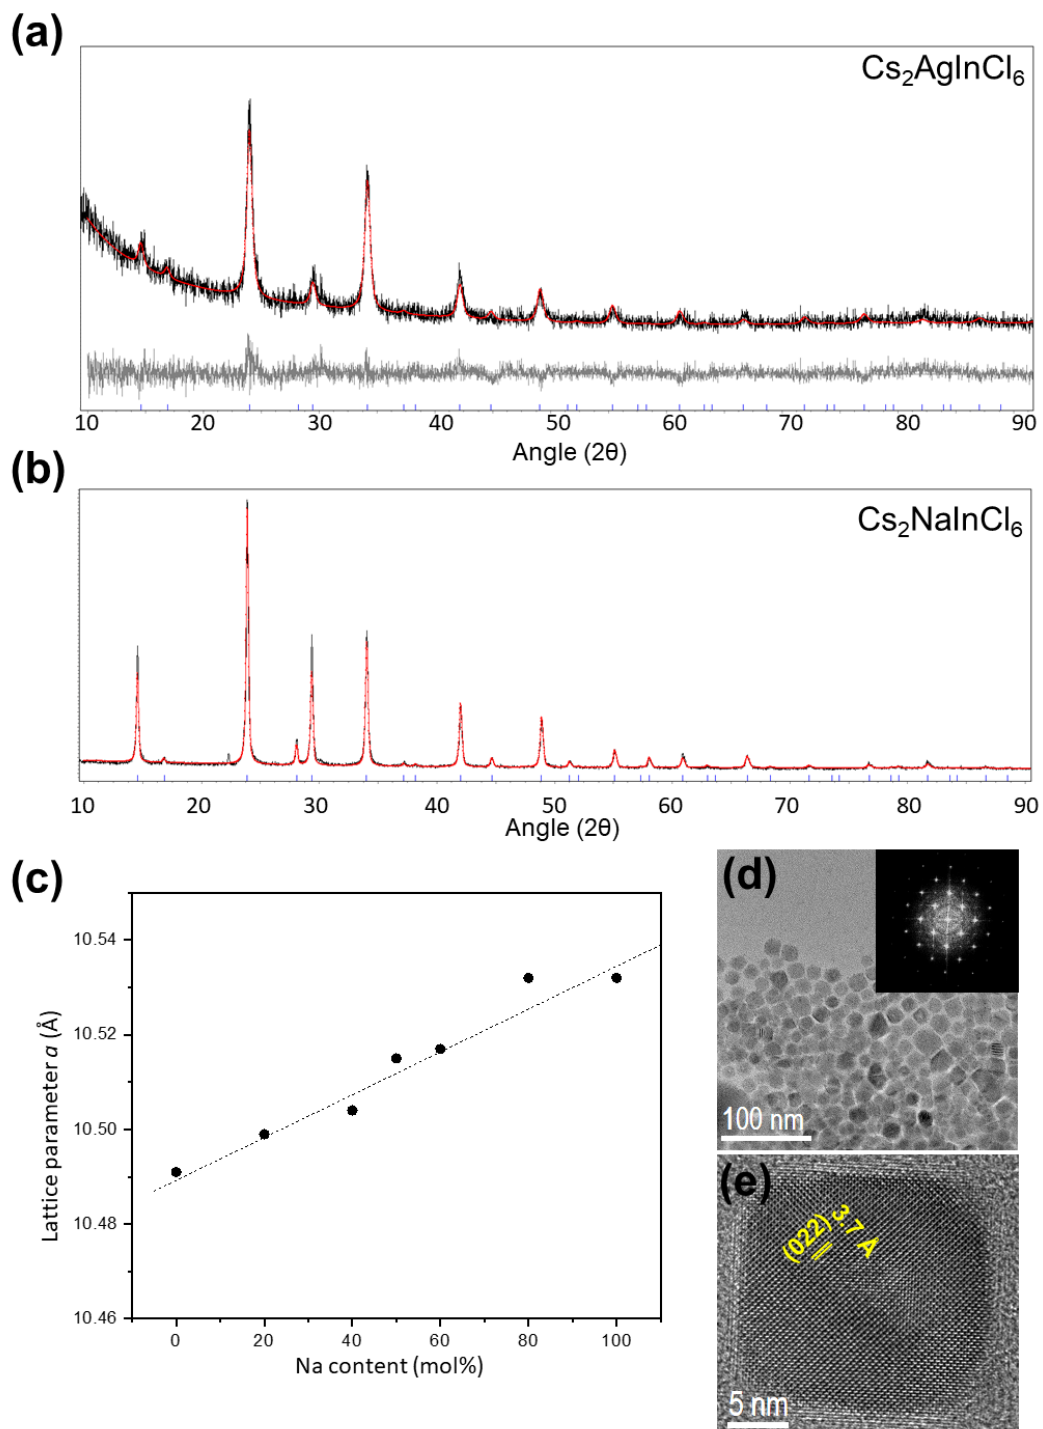 (a)
Cs₂AgInCl₆
10 20 30 40 50 60 70 80 90
Angle (2θ)
(b)
Cs₂NaInCl₆
10 20 30 40 50 60 70 80 90
Angle (2θ)
(c)
Lattice parameter a (Å)
10.54
10.52
10.50
10.48
10.46
0 20 40 60 80 100
Na content (mol%)
(d)
100 nm
(e)
(022) 3.7 Å
5 nm